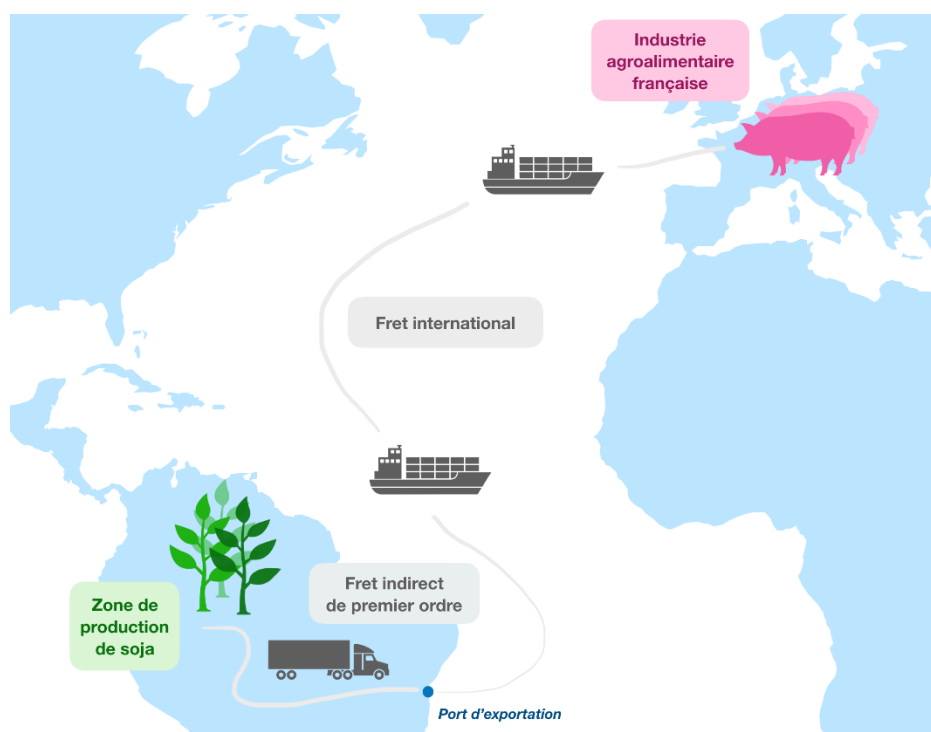 Industrie
agroalimentaire
française
Fret international
Fret indirect
de premier ordre
Zone de
production
de soja
Port d’exportation